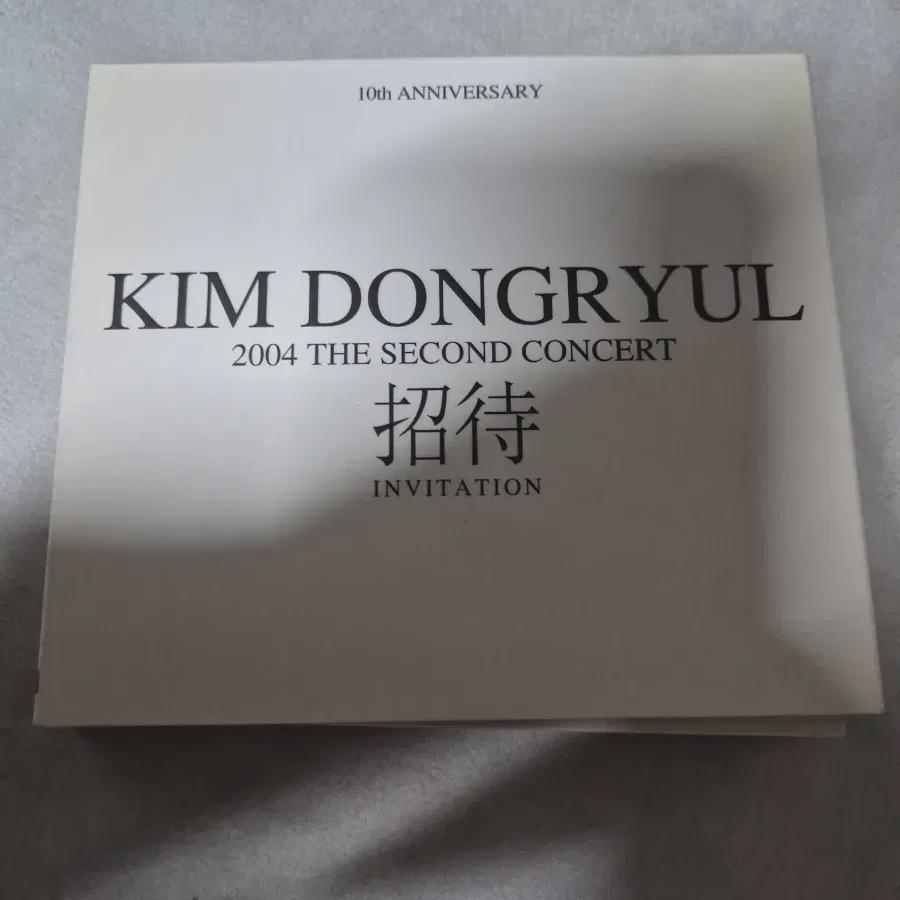 10th ANNIVERSARY
KIM DONGRYUL
2004 THE SECOND CONCERT
招待
INVITATION